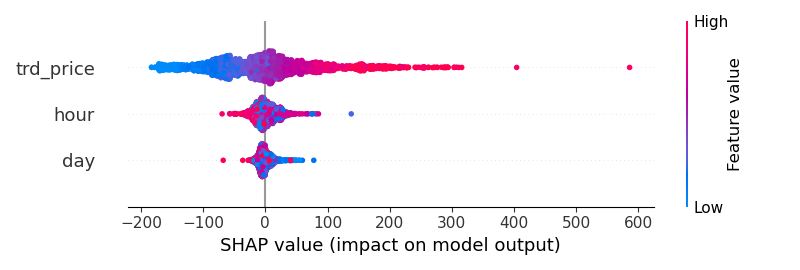 High
trd_price
hour
day
Feature value
Low
−200 −100 0 100 200 300 400 500 600
SHAP value (impact on model output)